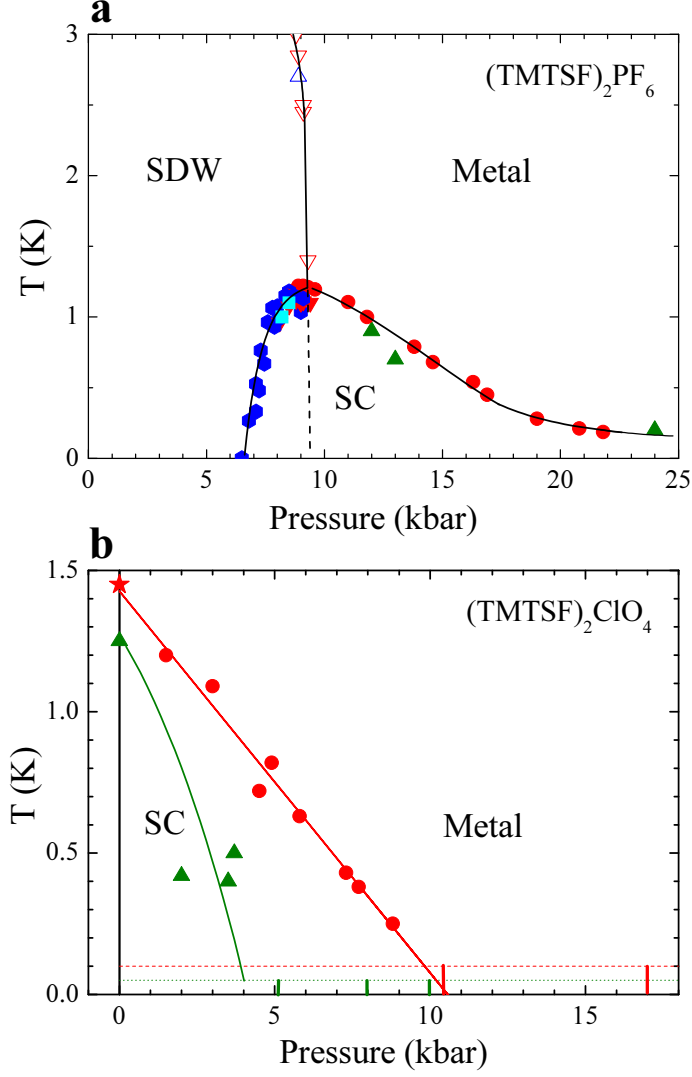 a
3
2
1
0
T (K)
(TMTSF)₂PF₆
SDW
Metal
SC
0 5 10 15 20 25
Pressure (kbar)
b
1.5
1.0
0.5
0.0
T (K)
(TMTSF)₂ClO₄
SC
Metal
0 5 10 15
Pressure (kbar)